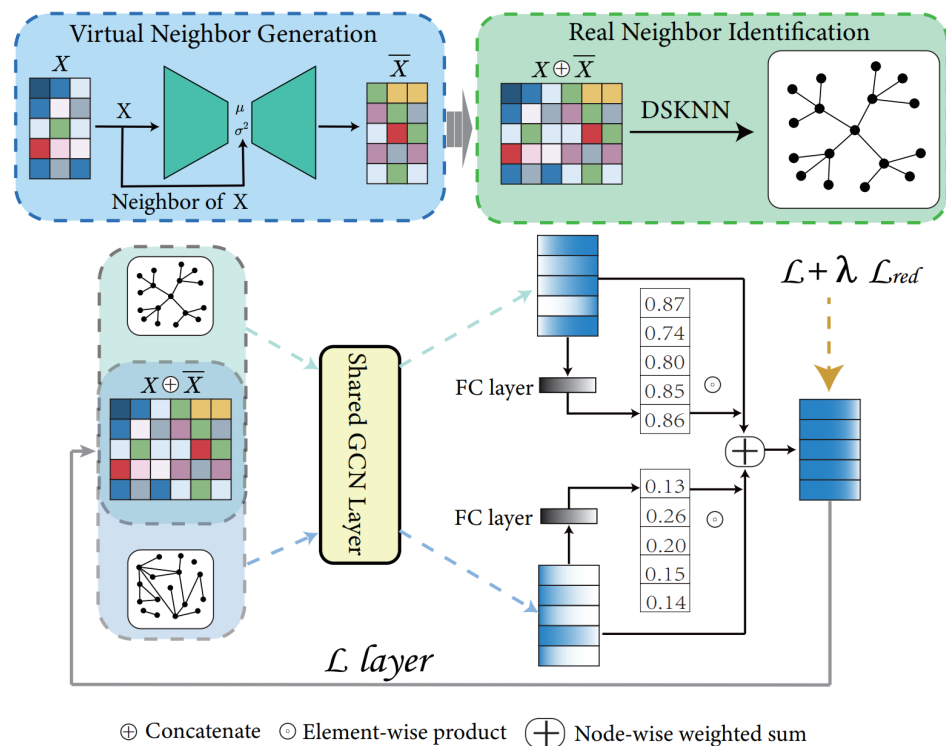 Virtual Neighbor Generation
X
X
μ
σ²
Neighbor of X
X̅
Real Neighbor Identification
X ⊕ X̅
DSKNN
X ⊕ X̅
Shared GCN Layer
FC layer
0.87
0.74
0.80
0.85
0.86
FC layer
0.13
0.26
0.20
0.15
0.14
ℒ + λ ℒred
ℒ layer
⊕ Concatenate ⊙ Element-wise product ⊕ Node-wise weighted sum